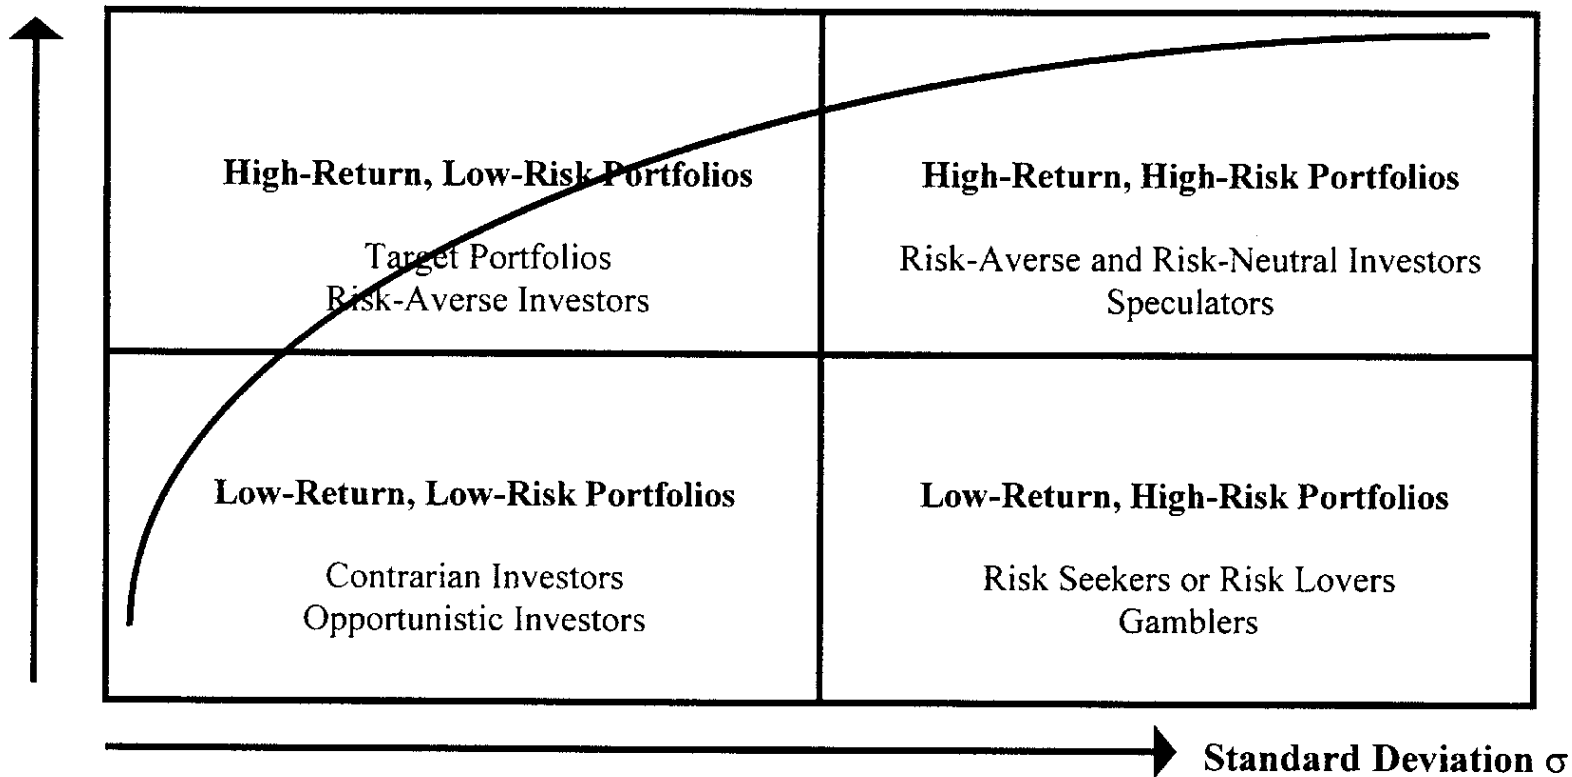 High-Return, Low-Risk Portfolios
Target Portfolios
Risk-Averse Investors
High-Return, High-Risk Portfolios
Risk-Averse and Risk-Neutral Investors
Speculators
Low-Return, Low-Risk Portfolios
Contrarian Investors
Opportunistic Investors
Low-Return, High-Risk Portfolios
Risk Seekers or Risk Lovers
Gamblers
Standard Deviation σ